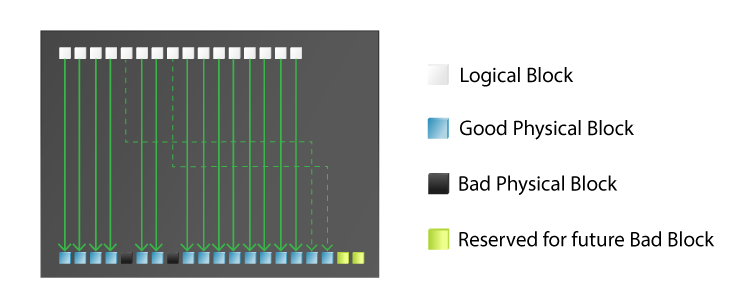 Logical Block
Good Physical Block
Bad Physical Block
Reserved for future Bad Block